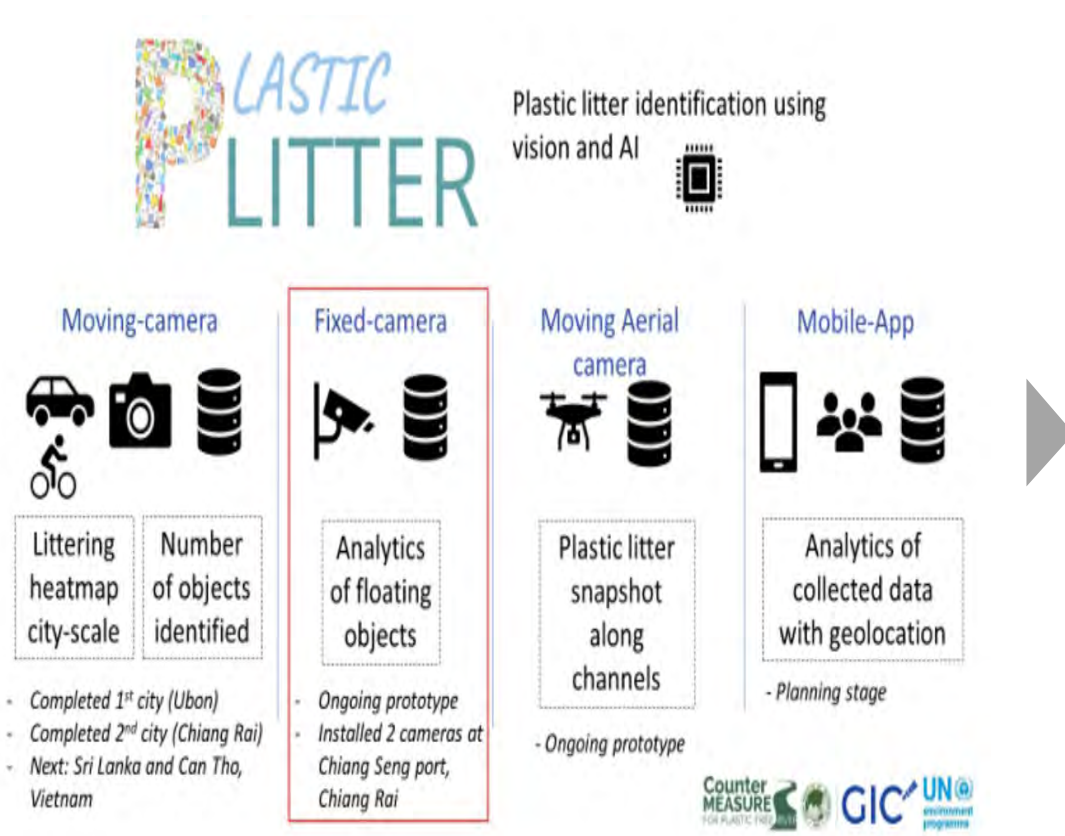 PLASTIC
LITTER
Plastic litter identification using
vision and AI
Moving-camera
Littering
heatmap
city-scale
Number
of objects
identified
- Completed 1st city (Ubon)
- Completed 2nd city (Chiang Rai)
- Next: Sri Lanka and Can Tho,
Vietnam
Fixed-camera
Analytics
of floating
objects
- Ongoing prototype
- Installed 2 cameras at
Chiang Seng port,
Chiang Rai
Moving Aerial
camera
Plastic litter
snapshot
along
channels
- Ongoing prototype
Mobile-App
Analytics of
collected data
with geolocation
- Planning stage
Counter
MEASURE
FOR PLASTIC FREE
GIC
UN
environment
programme